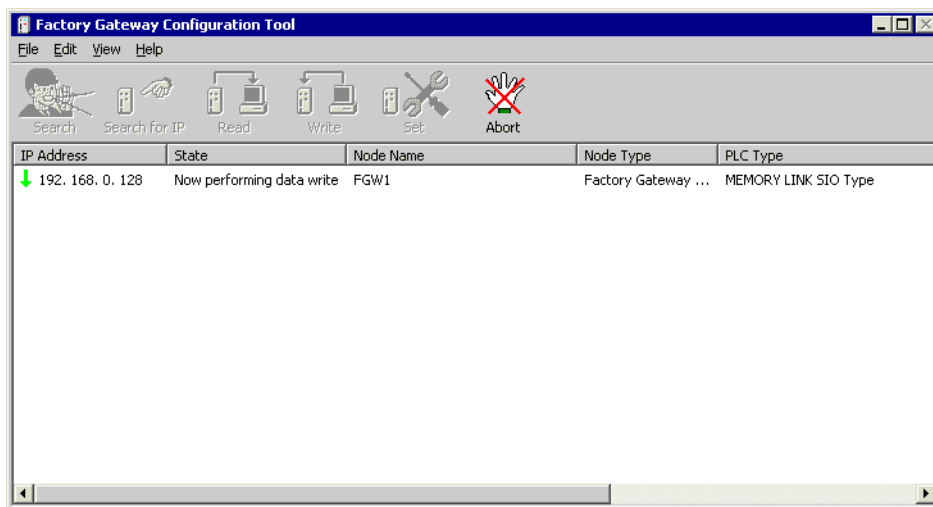 Factory Gateway Configuration Tool
File Edit View Help
Search Search for IP Read Write Set Abort
IP Address State Node Name Node Type PLC Type
192. 168. 0. 128 Now performing data write FGW1 Factory Gateway ... MEMORY LINK SIO Type